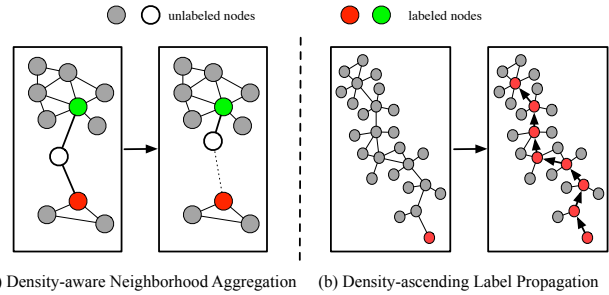 unlabeled nodes
labeled nodes
) Density-aware Neighborhood Aggregation
(b) Density-ascending Label Propagation